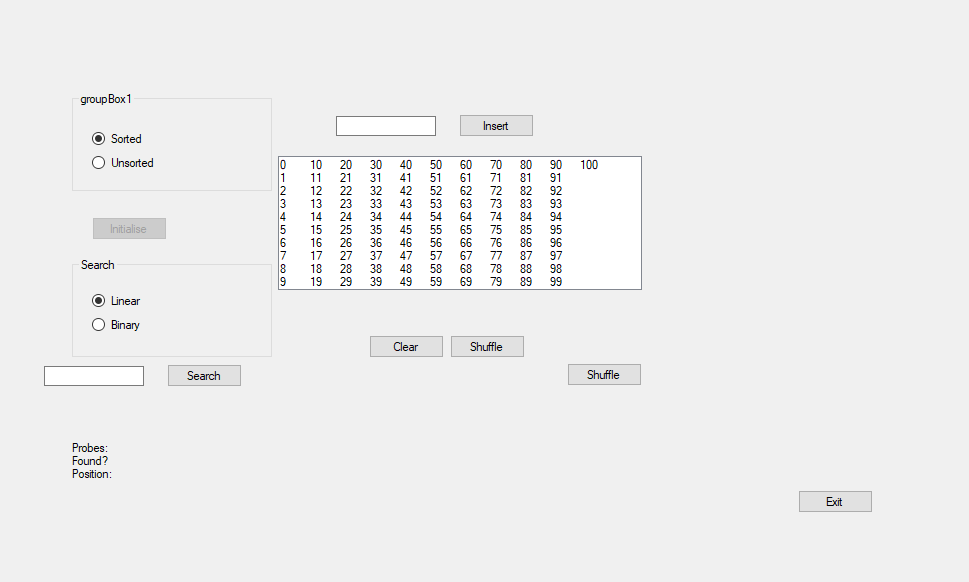 groupBox1
Sorted
Unsorted
Insert
0 10 20 30 40 50 60 70 80 90 100
1 11 21 31 41 51 61 71 81 91
2 12 22 32 42 52 62 72 82 92
3 13 23 33 43 53 63 73 83 93
4 14 24 34 44 54 64 74 84 94
5 15 25 35 45 55 65 75 85 95
6 16 26 36 46 56 66 76 86 96
7 17 27 37 47 57 67 77 87 97
8 18 28 38 48 58 68 78 88 98
9 19 29 39 49 59 69 79 89 99
Initialise
Search
Linear
Binary
Clear Shuffle
Search
Shuffle
Probes:
Found?
Position:
Exit